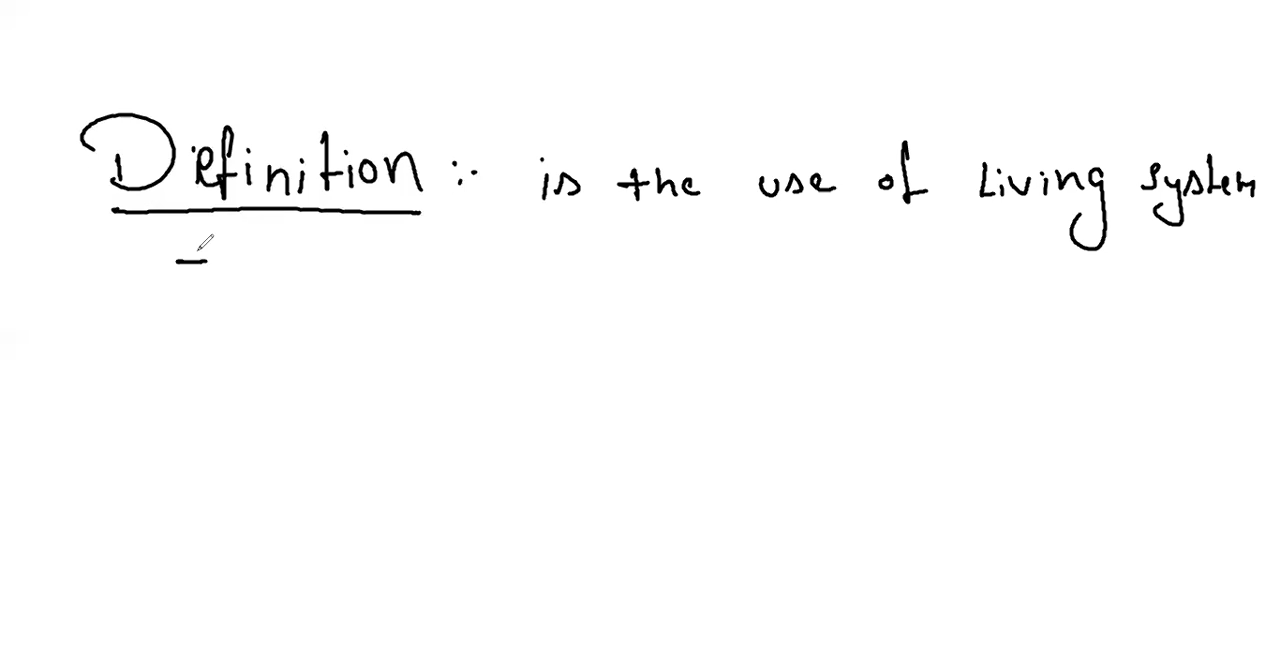 Definition :- is the use of Living system